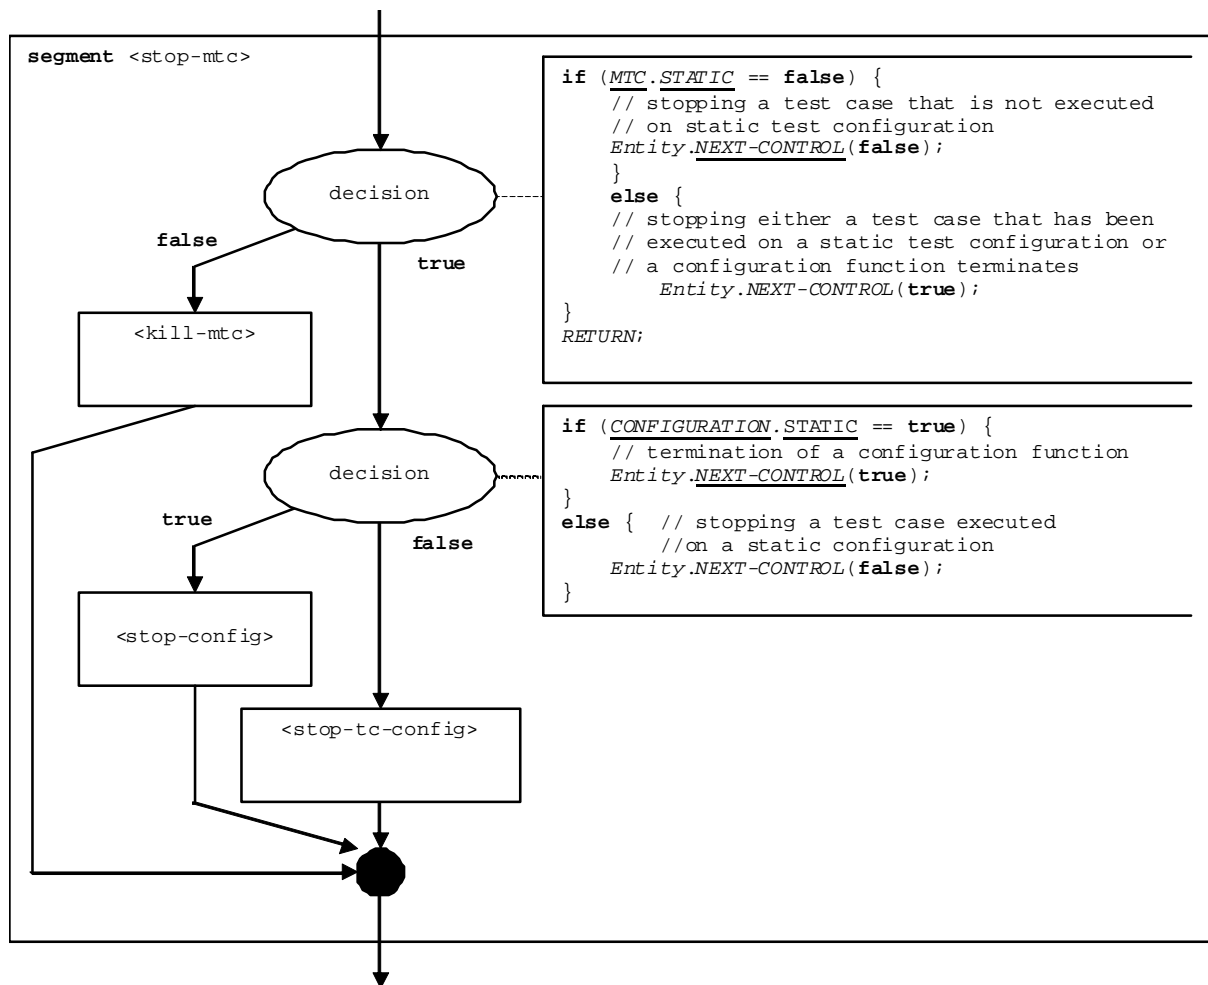 segment <stop-mtc>
if (MTC.STATIC == false) {
// stopping a test case that is not executed
// on static test configuration
Entity.NEXT-CONTROL(false);
}
else {
// stopping either a test case that has been
// executed on a static test configuration or
// a configuration function terminates
Entity.NEXT-CONTROL(true);
}
RETURN;
decision
false
true
<kill-mtc>
if (CONFIGURATION.STATIC == true) {
// termination of a configuration function
Entity.NEXT-CONTROL(true);
}
else { // stopping a test case executed
//on a static configuration
Entity.NEXT-CONTROL(false);
}
decision
true
false
<stop-config>
<stop-tc-config>